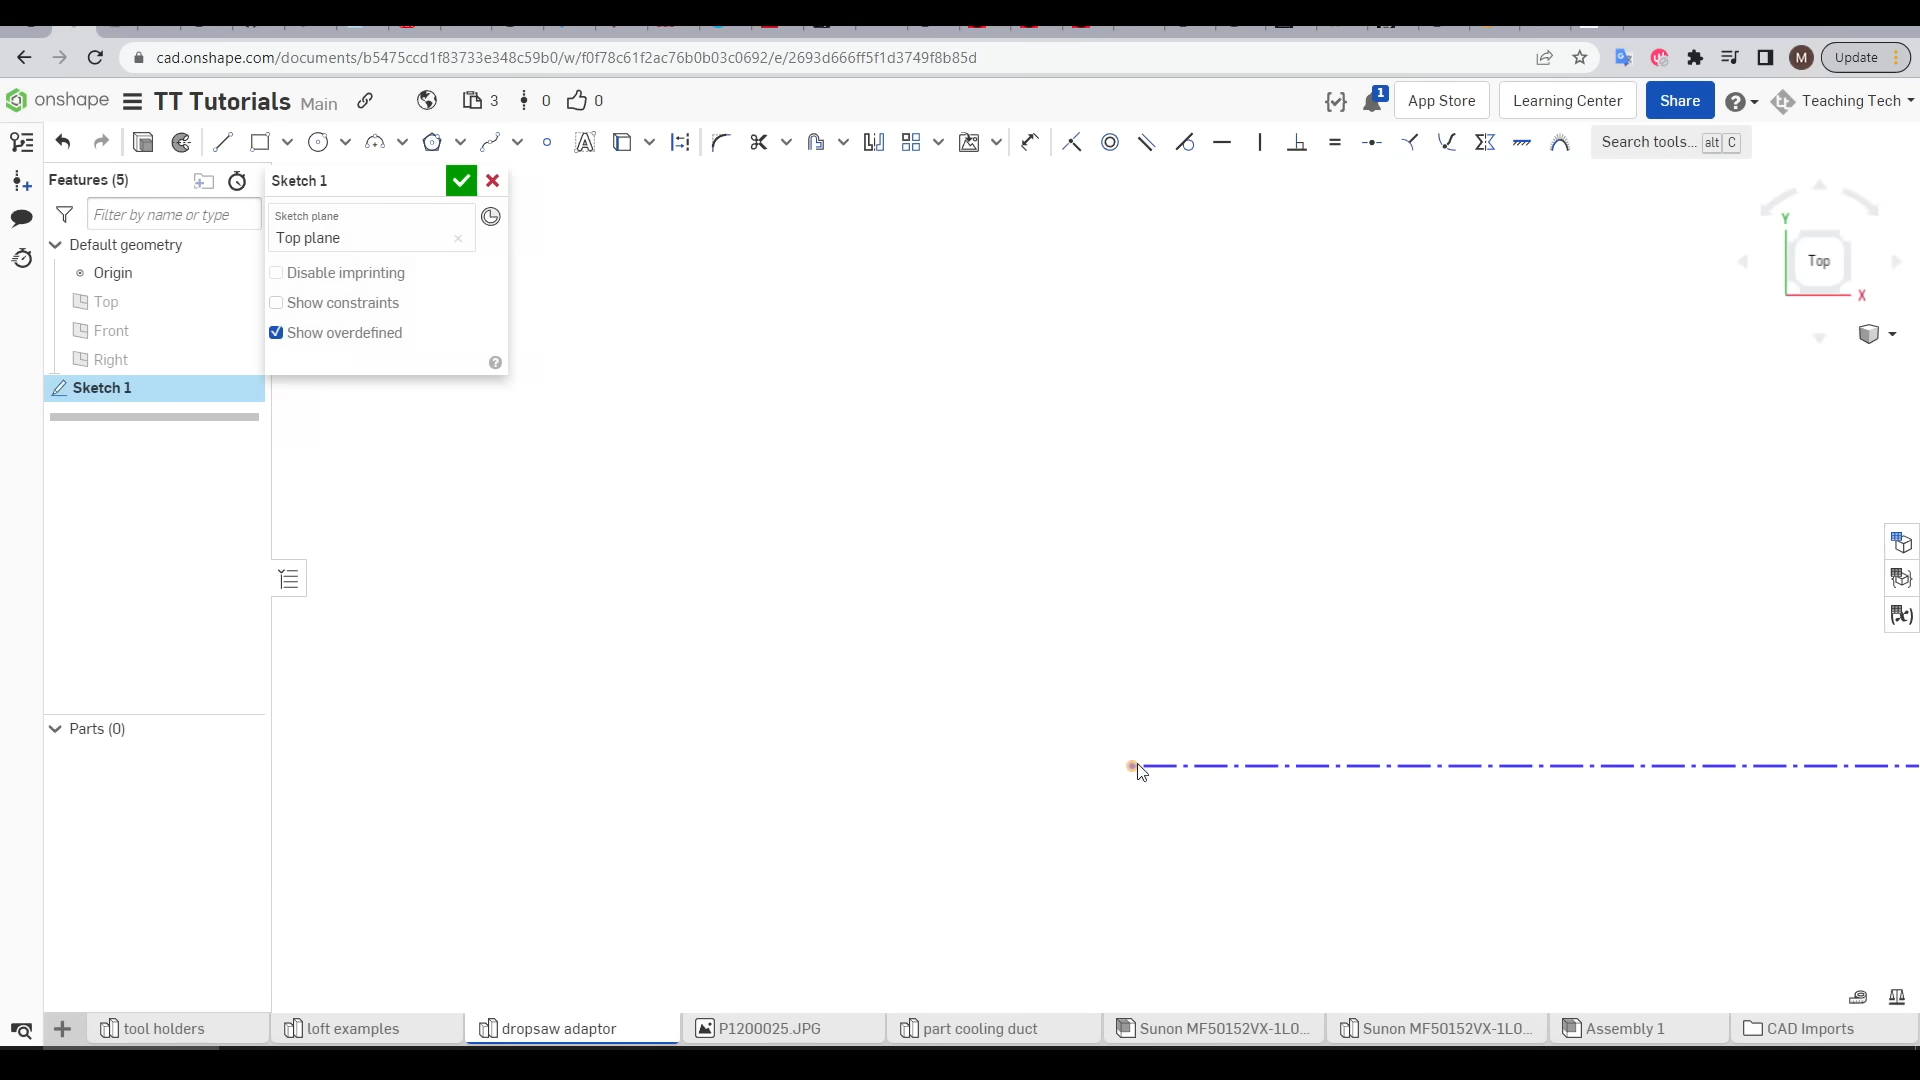 cad.onshape.com/documents/b5475ccd1f83733e348c59b0/w/f0f78c61f2ac76b0b03c0692/e/2693d666ff5f1d3749f8b85d
M
Update
onshape
TT Tutorials Main
3
0
0
1
App Store
Learning Center
Share
Teaching Tech
Search tools... alt C
Features (5)
Filter by name or type
Default geometry
Origin
Top
Front
Right
Sketch 1
Sketch 1
Sketch plane
Top plane
Disable imprinting
Show constraints
Show overdefined
Y
Top
X
(x)
Parts (0)
tool holders
loft examples
dropsaw adaptor
P1200025.JPG
part cooling duct
Sunon MF50152VX-1L0...
Sunon MF50152VX-1L0...
Assembly 1
CAD Imports